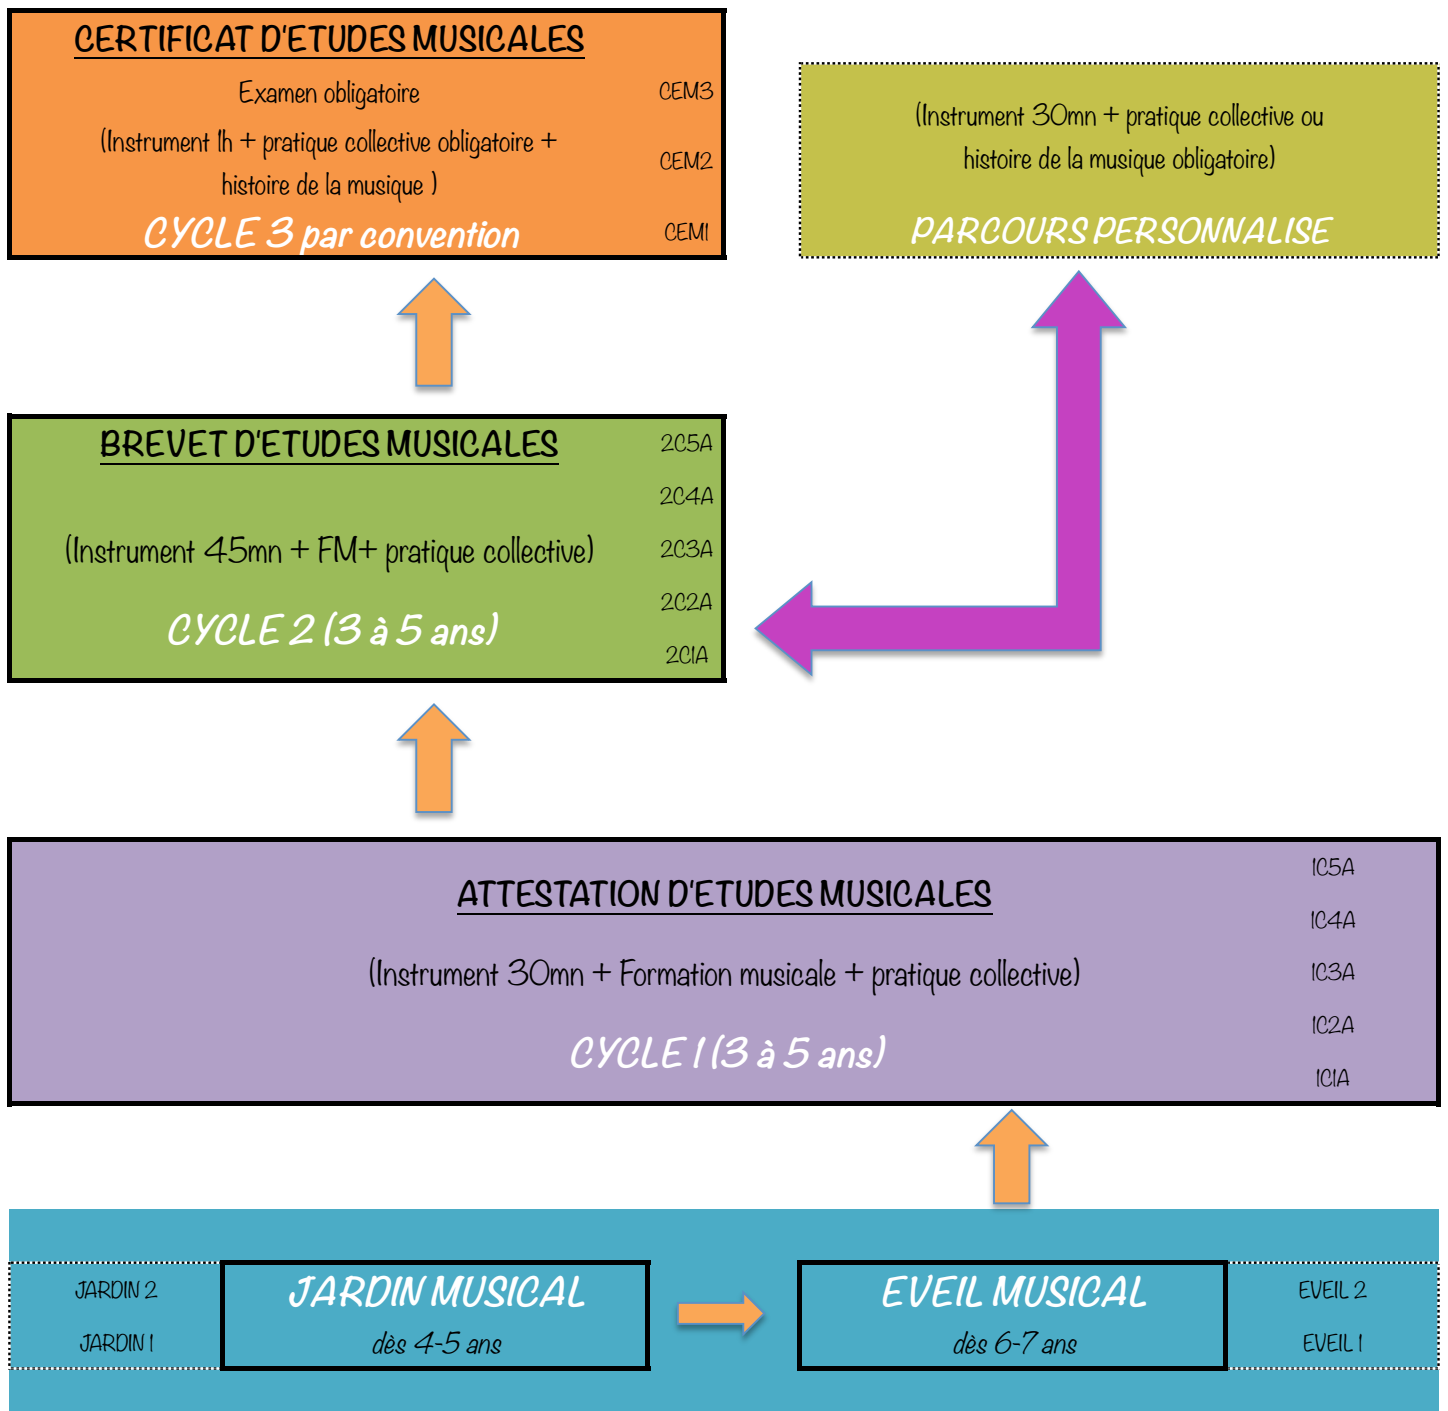 CERTIFICAT D'ETUDES MUSICALES
Examen obligatoire
CEM3
(Instrument 1h + pratique collective obligatoire +
histoire de la musique )
CEM2
CYCLE 3 par convention
CEM1
(Instrument 30mn + pratique collective ou
histoire de la musique obligatoire)
PARCOURS PERSONNALISE
BREVET D'ETUDES MUSICALES
2C5A
2C4A
(Instrument 45mn + FM+ pratique collective)
2C3A
2C2A
CYCLE 2 (3 à 5 ans)
2C1A
ATTESTATION D'ETUDES MUSICALES
1C5A
1C4A
(Instrument 30mn + Formation musicale + pratique collective)
1C3A
1C2A
CYCLE 1 (3 à 5 ans)
1C1A
JARDIN 2
JARDIN 1
JARDIN MUSICAL
dès 4-5 ans
EVEIL MUSICAL
dès 6-7 ans
EVEIL 2
EVEIL 1